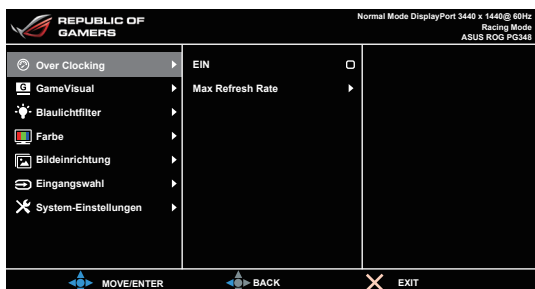 REPUBLIC OF
GAMERS
Normal Mode DisplayPort 3440 x 1440@ 60Hz
Racing Mode
ASUS ROG PG348
Over Clocking
EIN
G GameVisual
Max Refresh Rate
Blaulichtfilter
Farbe
Bildeinrichtung
Eingangswahl
System-Einstellungen
MOVE/ENTER
BACK
EXIT